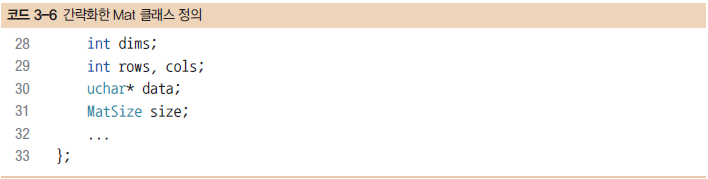 코드 3-6 간략화한 Mat 클래스 정의
28 int dims;
29 int rows, cols;
30 uchar* data;
31 MatSize size;
32 ...
33 };